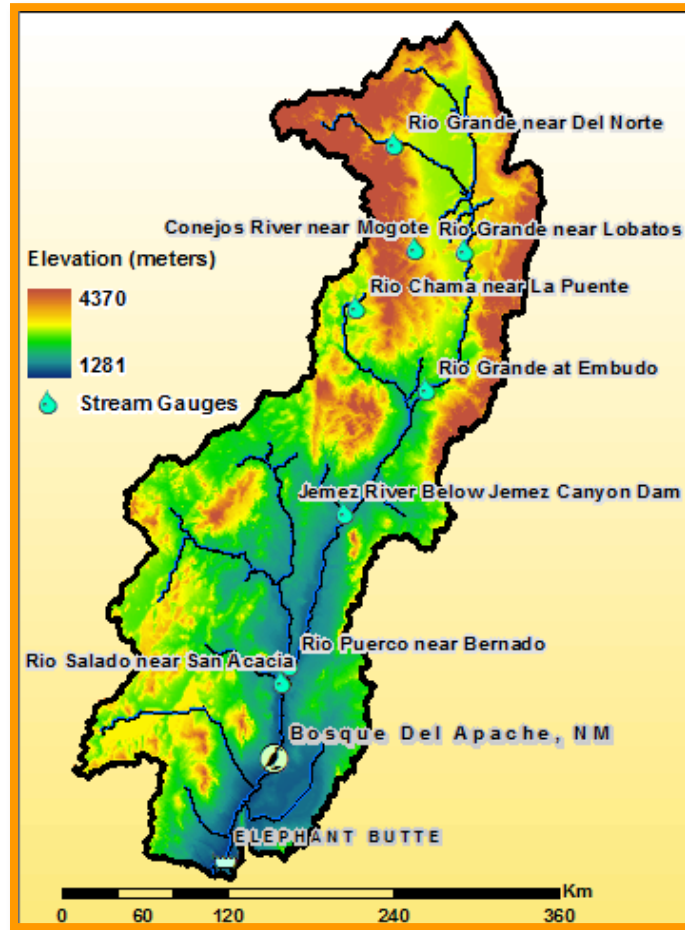 Rio Grande near Del Norte
Conejos River near Mogote
Rio Grande near Lobatos
Elevation (meters)
4370
1281
Rio Chama near La Puente
Rio Grande at Embudo
Stream Gauges
Jemez River Below Jemez Canyon Dam
Rio Puerco near Bernado
Rio Salado near San Acacia
Bosque Del Apache, NM
ELEPHANT BUTTE
Km
0 60 120 240 360